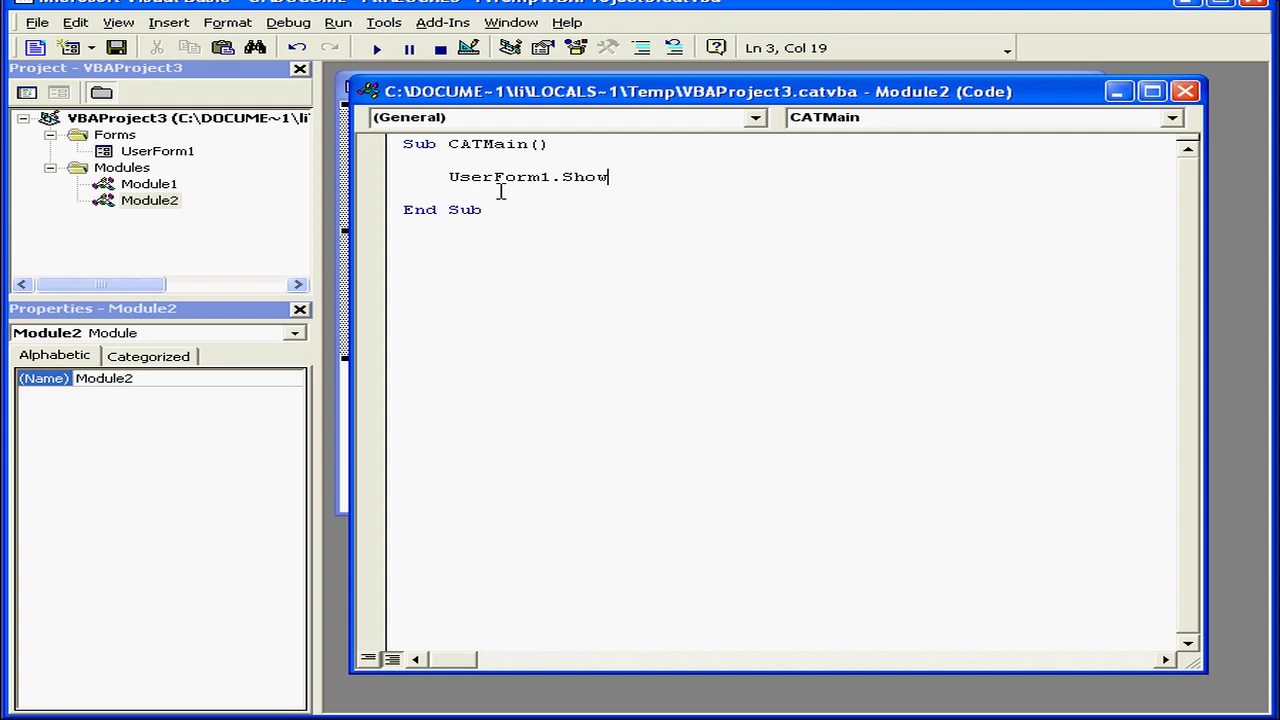 File Edit View Insert Format Debug Run Tools Add-Ins Window Help
Ln 3, Col 19
Project - VBAProject3
VBAProject3 (C:\DOCUME~1\li'
Forms
UserForm1
Modules
Module1
Module2
Properties - Module2
Module2 Module
Alphabetic Categorized
(Name) Module2
C:\DOCUME~1\li\LOCALS~1\Temp\VBAProject3.catvba - Module2 (Code)
(General) CATMain
Sub CATMain()
UserForm1.Show
End Sub